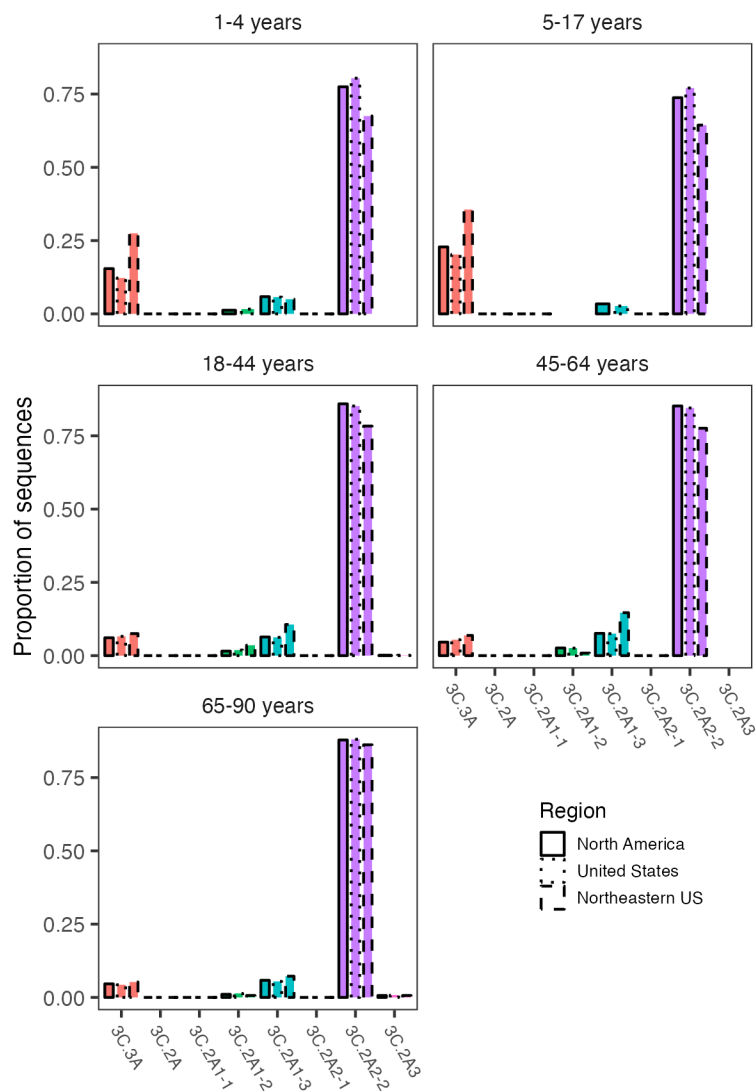 1-4 years
5-17 years
0.75
0.50
0.25
0.00
18-44 years
45-64 years
Proportion of sequences
0.75
0.50
0.25
0.00
3C.3A
3C.2A
3C.2A1-1
3C.2A1-2
3C.2A1-3
3C.2A2-1
3C.2A2-2
3C.2A3
65-90 years
0.75
0.50
0.25
0.00
3C.3A
3C.2A
3C.2A1-1
3C.2A1-2
3C.2A1-3
3C.2A2-1
3C.2A2-2
3C.2A3
Region
North America
United States
Northeastern US